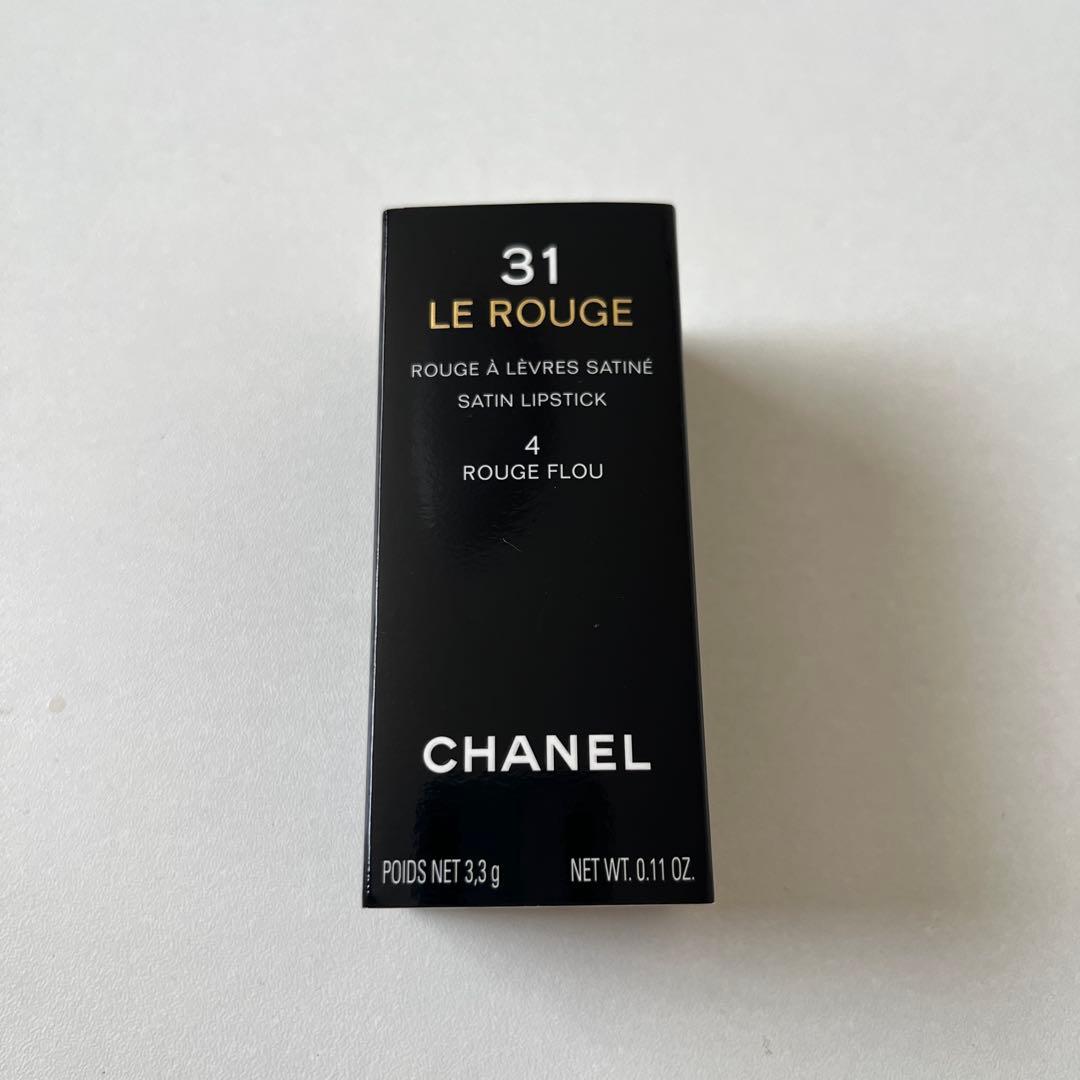 31
LE ROUGE
ROUGE À LÈVRES SATINÉ
SATIN LIPSTICK
4
ROUGE FLOU
CHANEL
POIDS NET 3,3 g NET WT. 0.11 OZ.